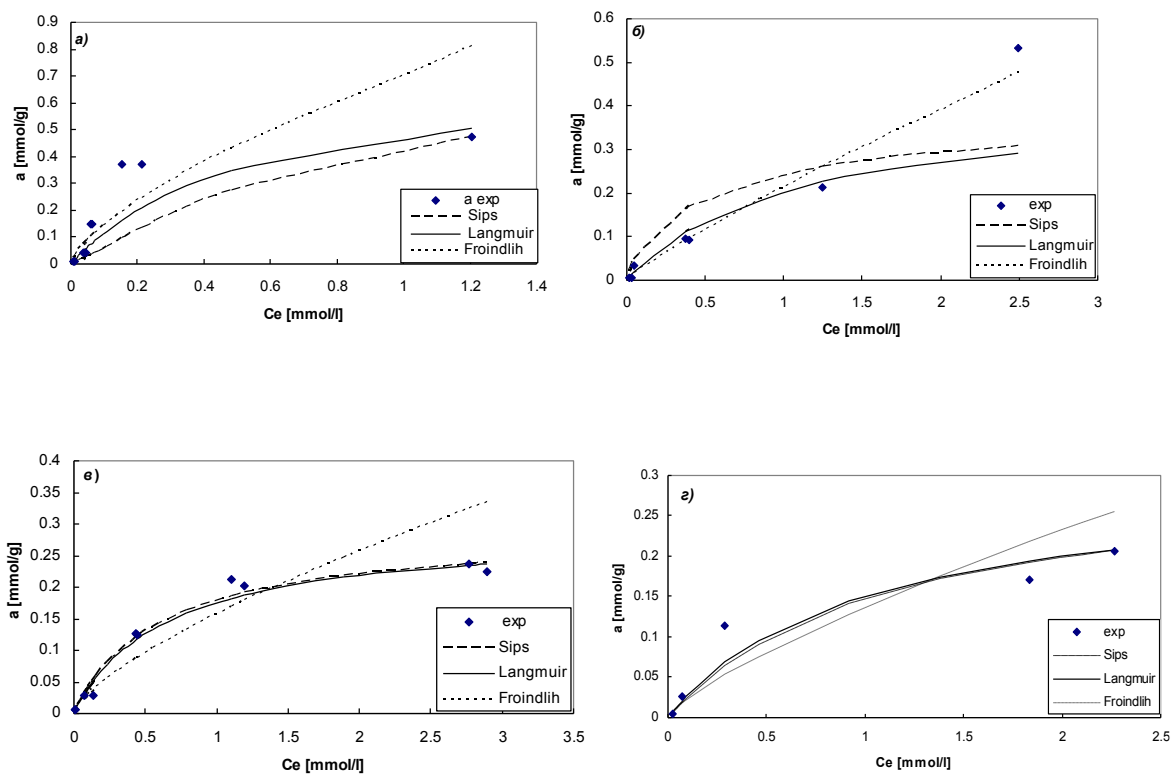 а)
a [mmol/g]
0.9
0.8
0.7
0.6
0.5
0.4
0.3
0.2
0.1
0
0 0.2 0.4 0.6 0.8 1 1.2 1.4
Ce [mmol/l]
a exp
Sips
Langmuir
Froindlih
б)
a [mmol/g]
0.6
0.5
0.4
0.3
0.2
0.1
0
0 0.5 1 1.5 2 2.5 3
Ce [mmol/l]
exp
Sips
Langmuir
Froindlih
в)
a [mmol/g]
0.4
0.35
0.3
0.25
0.2
0.15
0.1
0.05
0
0 0.5 1 1.5 2 2.5 3 3.5
Ce [mmol/l]
exp
Sips
Langmuir
Froindlih
г)
a [mmol/g]
0.3
0.25
0.2
0.15
0.1
0.05
0
0 0.5 1 1.5 2 2.5
Ce [mmol/l]
exp
Sips
Langmuir
Froindlih